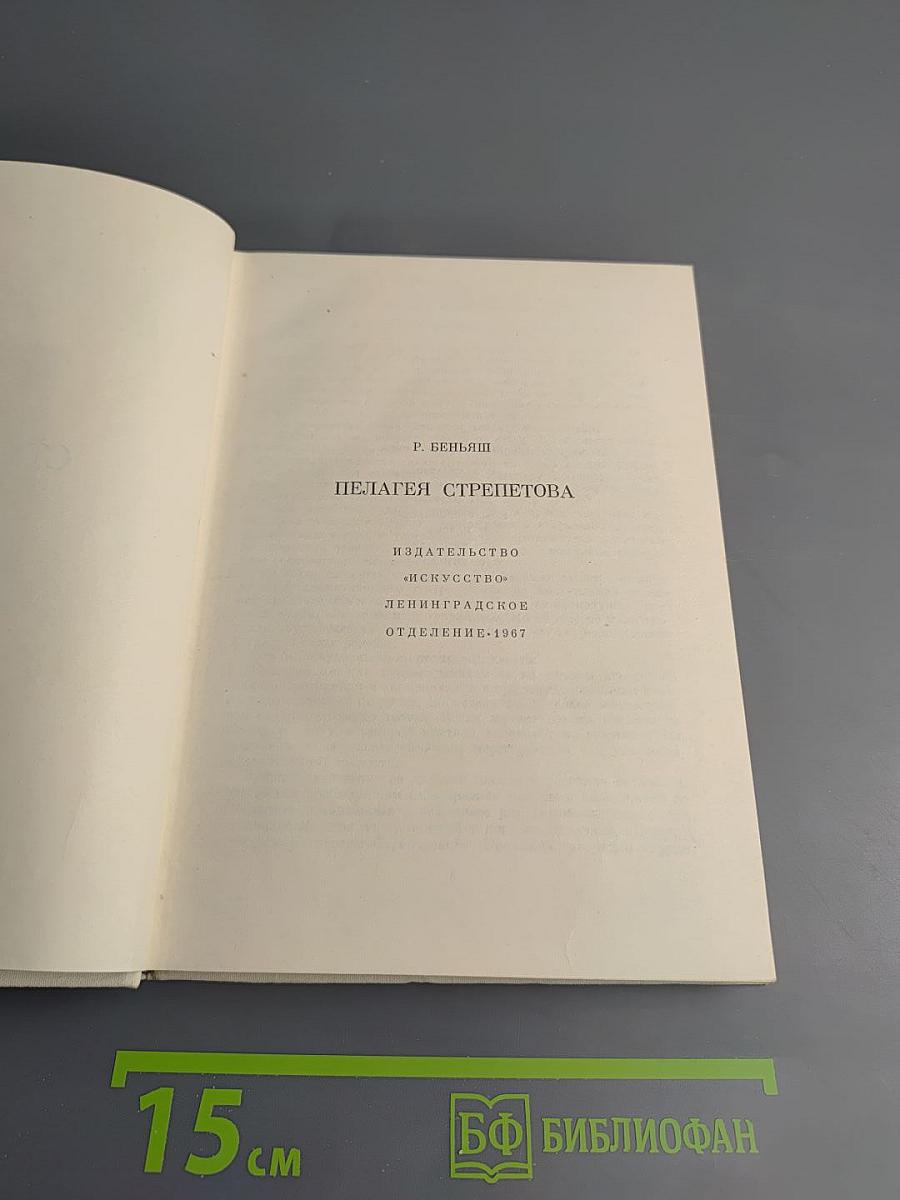 Р. БЕНЬЯШ
ПЕЛАГЕЯ СТРЕПЕТОВА
ИЗДАТЕЛЬСТВО
«ИСКУССТВО»
ЛЕНИНГРАДСКОЕ
ОТДЕЛЕНИЕ•1967
15 СМ
БФ БИБЛИОФАН